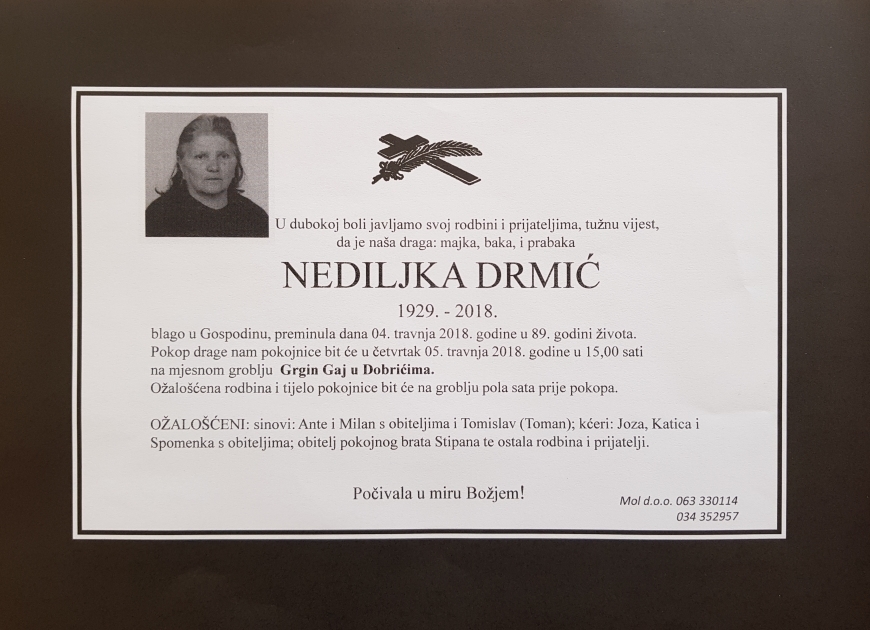 U dubokoj boli javljamo svoj rodbini i prijateljima, tužnu vijest,
da je naša draga: majka, baka, i prabaka
NEDILJKA DRMIĆ
1929. - 2018.
blago u Gospodinu, preminula dana 04. travnja 2018. godine u 89. godini života.
Pokop drage nam pokojnice bit će u četvrtak 05. travnja 2018. godine u 15,00 sati
na mjesnom groblju Grgin Gaj u Dobrićima.
Ožalošćena rodbina i tijelo pokojnice bit će na groblju pola sata prije pokopa.
OŽALOŠĆENI: sinovi: Ante i Milan s obiteljima i Tomislav (Toman); kćeri: Joza, Katica i
Spomenka s obiteljima; obitelj pokojnog brata Stipana te ostala rodbina i prijatelji.
Počivala u miru Božjem!
Mol d.o.o. 063 330114
034 352957